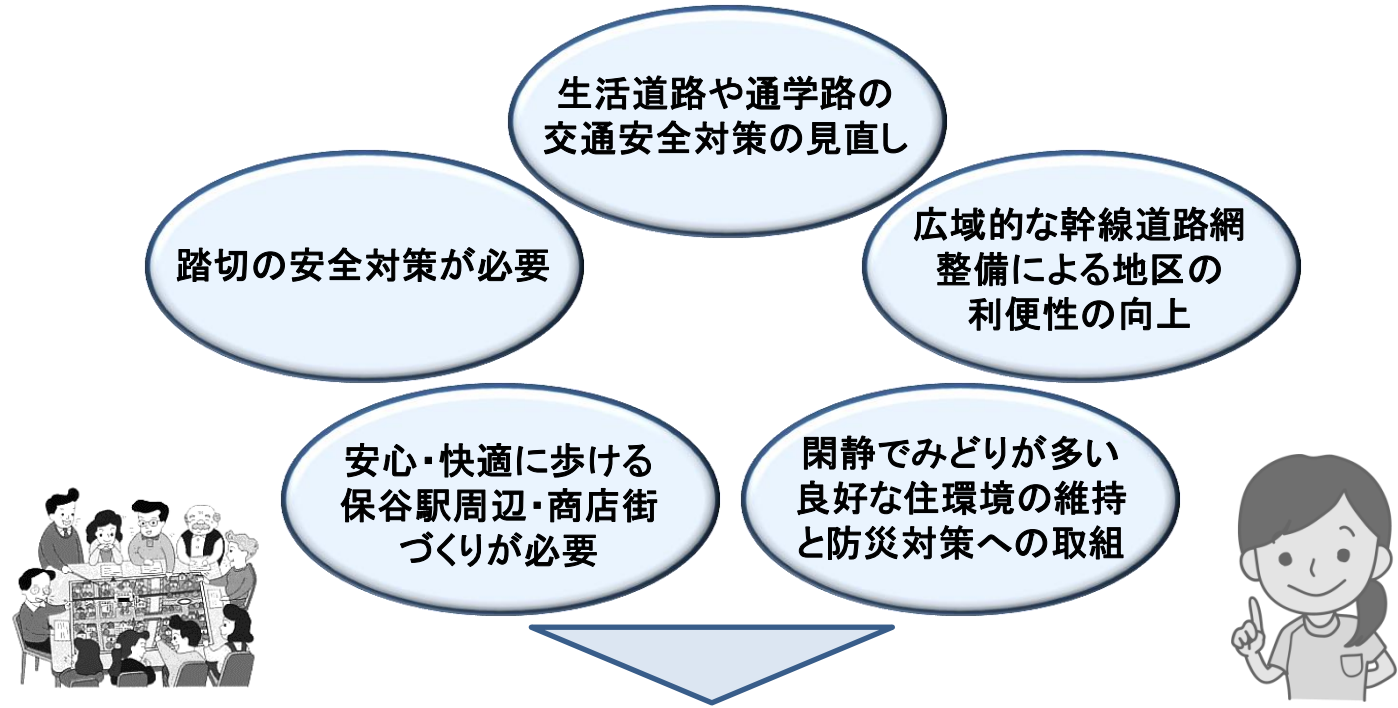 生活道路や通学路の
交通安全対策の見直し
踏切の安全対策が必要
広域的な幹線道路網
整備による地区の
利便性の向上
安心・快適に歩ける
保谷駅周辺・商店街
づくりが必要
閑静でみどりが多い
良好な住環境の維持
と防災対策への取組